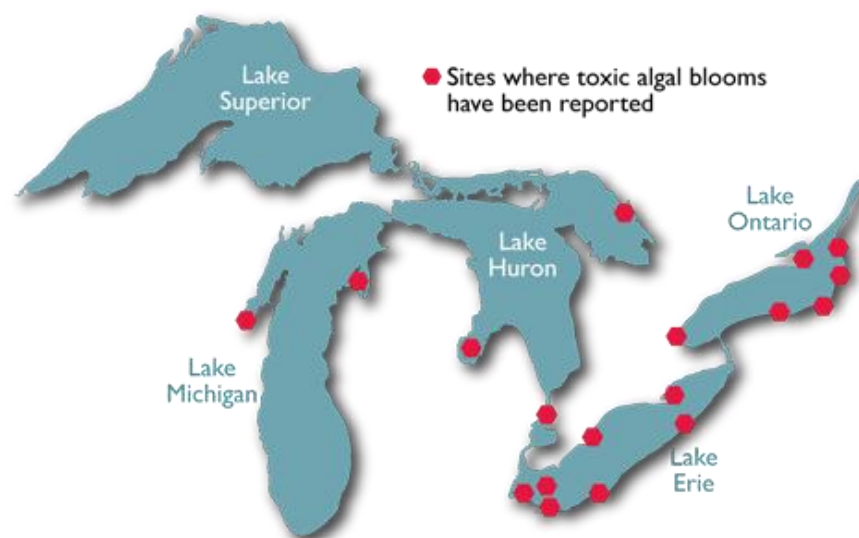 Lake
Superior
Sites where toxic algal blooms
have been reported
Lake
Ontario
Lake
Huron
Lake
Michigan
Lake
Erie